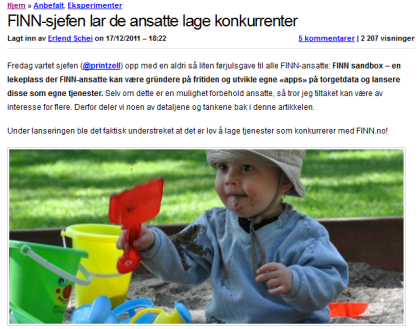 Hjem » Anbefalt, Eksperimenter
FINN-sjefen lar de ansatte lage konkurrenter
Lagt inn av Erlend Schei on 17/12/2011 – 18:22
5 kommentarer | 2 207 visninger
Fredag vartet sjefen (@printzell) opp med en aldri så liten førjulsgave til alle FINN-ansatte: FINN sandbox – en
lekeplass der FINN-ansatte kan være gründere på fritiden og utvikle egne «apps» på torgetdata og lansere
disse som egne tjenester. Selv om dette er en mulighet forbehold ansatte, så tror jeg tiltaket kan være av
interesse for flere. Derfor deler vi noen av detaljene og tankene bak i denne artikkelen.
Under lanseringen ble det faktisk understreket at det er lov å lage tjenester som konkurrerer med FINN.no!